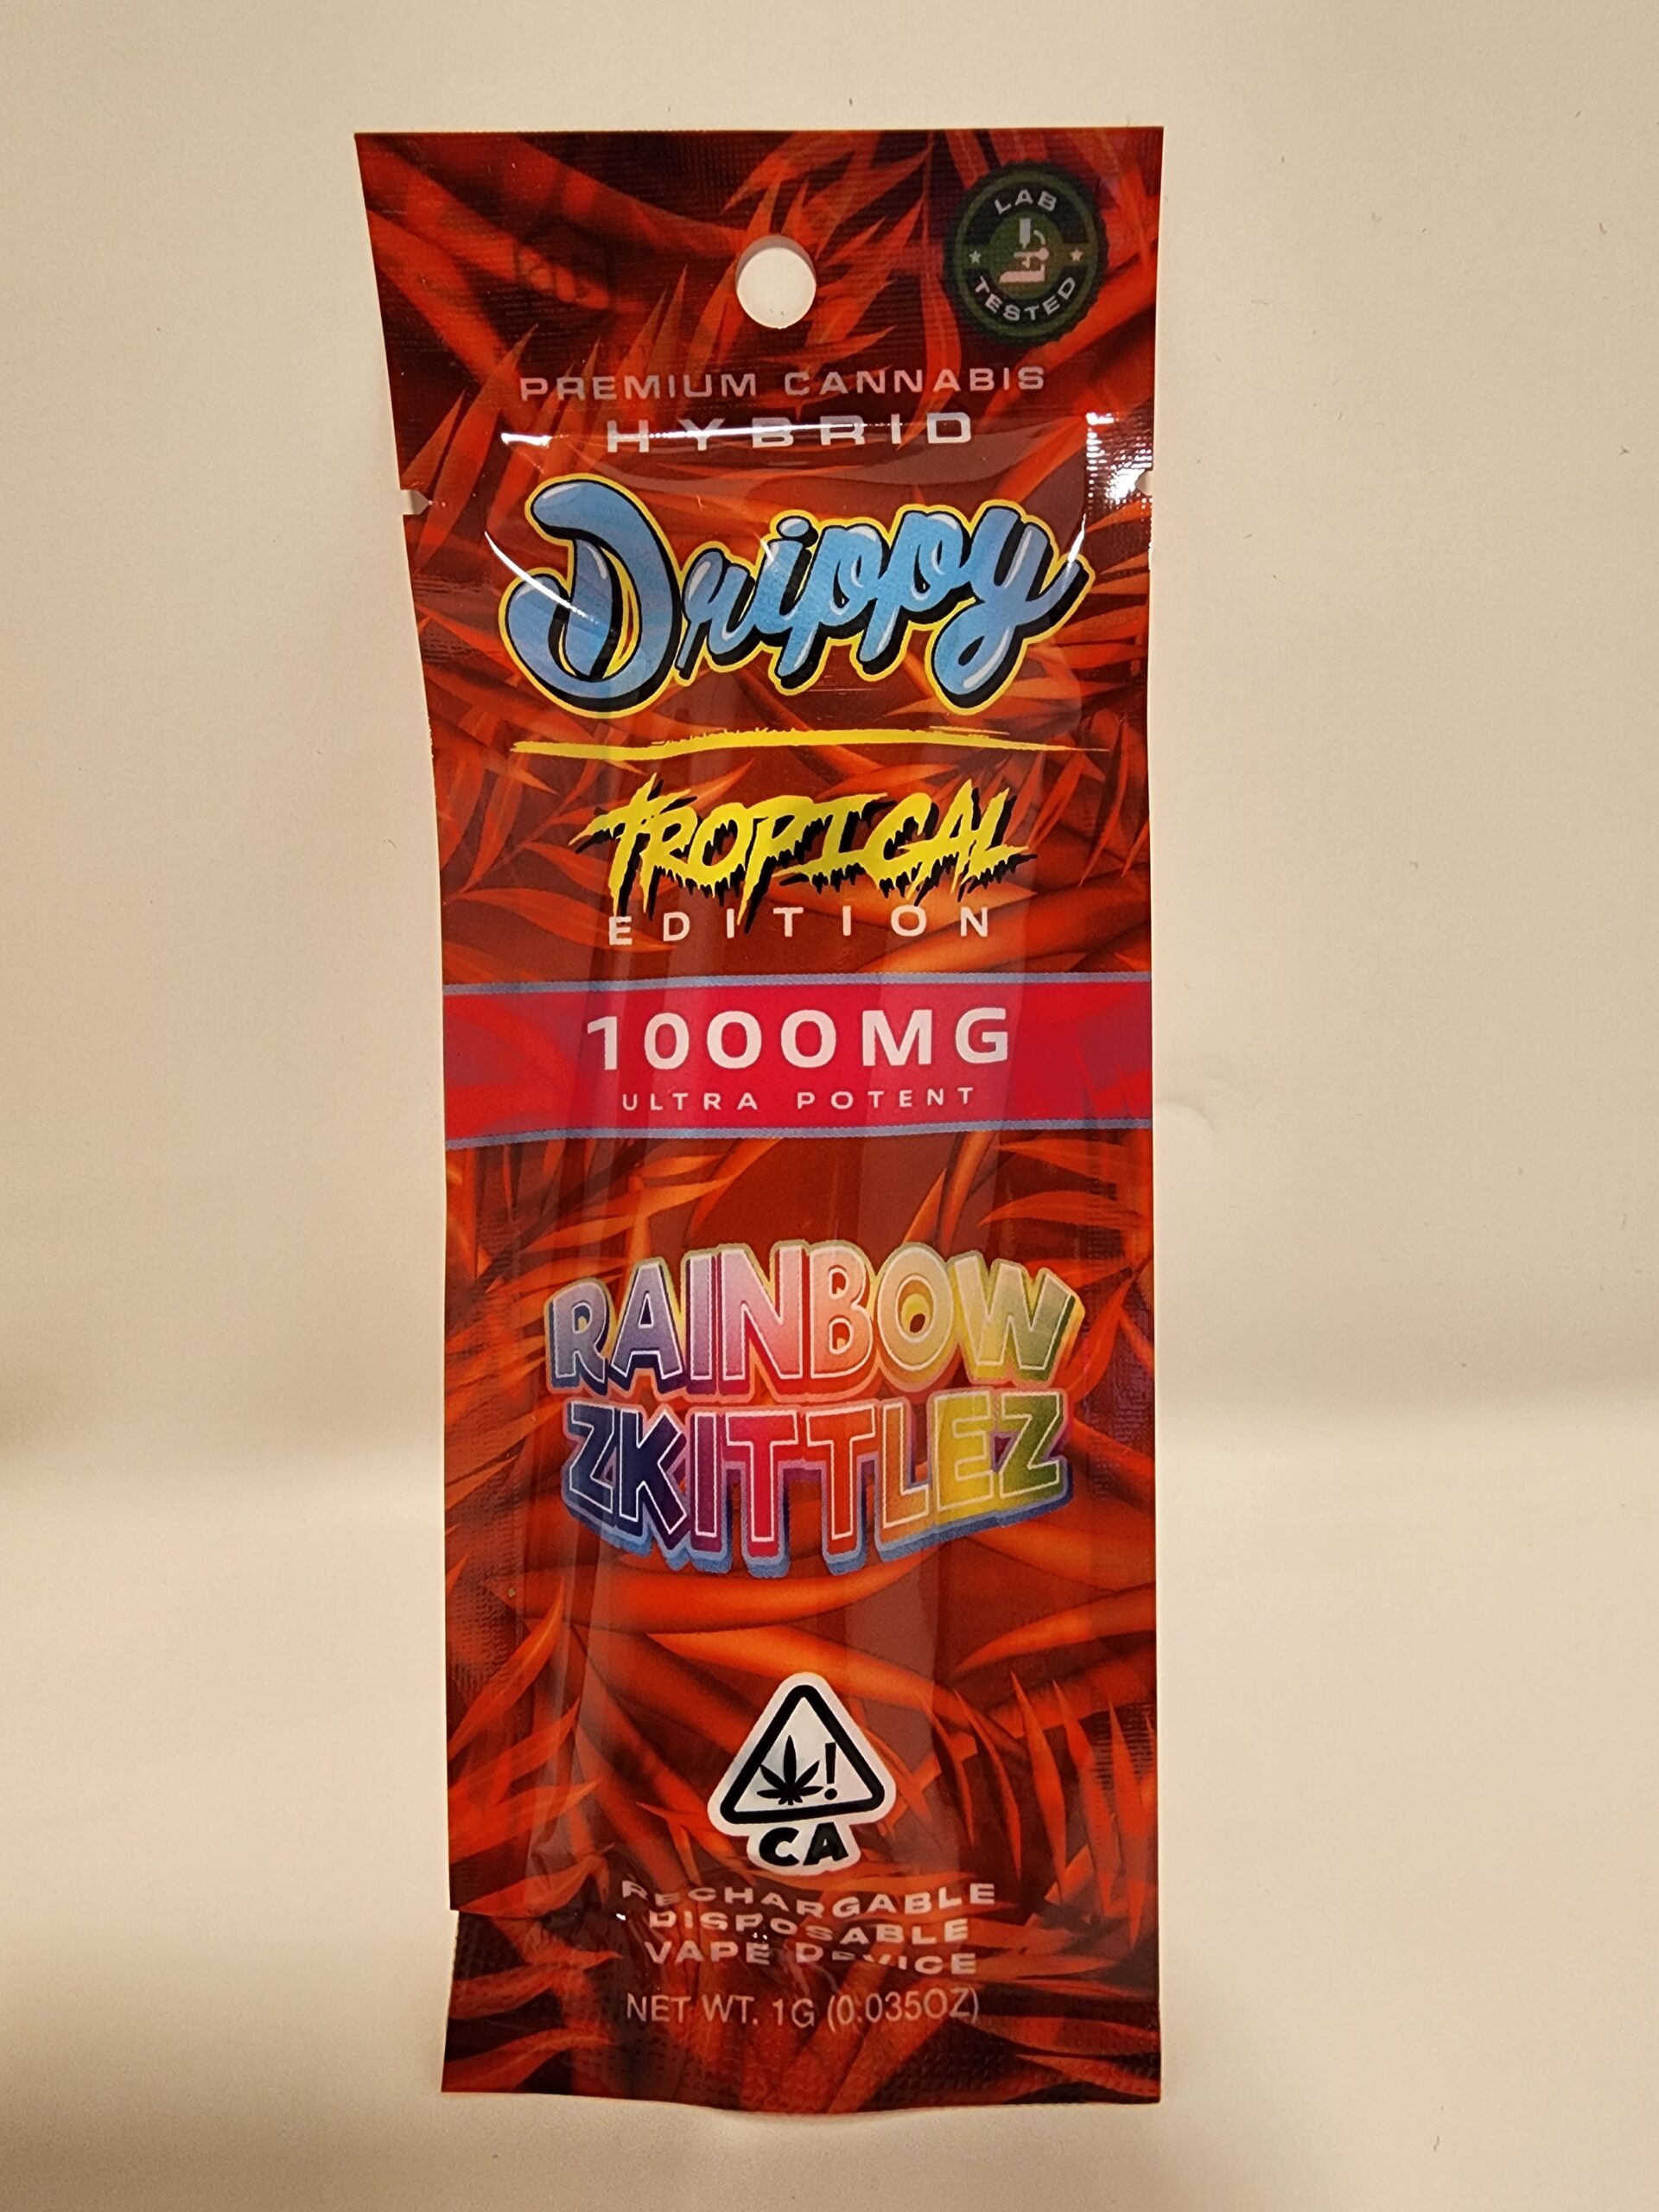 LAB
TESTED
PREMIUM CANNABIS
HYBRID
Drippy
TROPICAL
EDITION
1000MG
ULTRA POTENT
RAINBOW
ZKITTLEZ
CA
RECHARGABLE
DISPOSABLE
VAPE DEVICE
NET WT. 1G (0.035OZ)